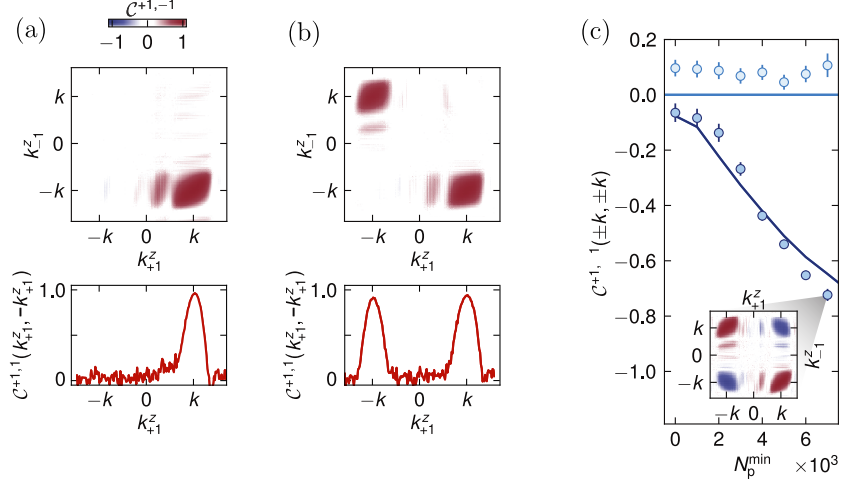 (a)
C^{+1,−1}
−1 0 1
k
0
−k
k^z_{−1}
−k 0 k
k^z_{+1}
1.0
0
C^{+1,1}(k^z_{+1}, -k^z_{+1})
−k 0 k
k^z_{+1}
(b)
k
0
−k
k^z_{−1}
−k 0 k
k^z_{+1}
1.0
0
C^{+1,1}(k^z_{+1}, -k^z_{+1})
−k 0 k
k^z_{+1}
(c)
0.0
−0.2
−0.4
−0.6
−0.8
−1.0
C^{+1, 1}(±k, ±k)
k^z_{+1}
k
0
−k
k^z_{−1}
−k 0 k
0 2 4 6
N_p^{min} ×10^3